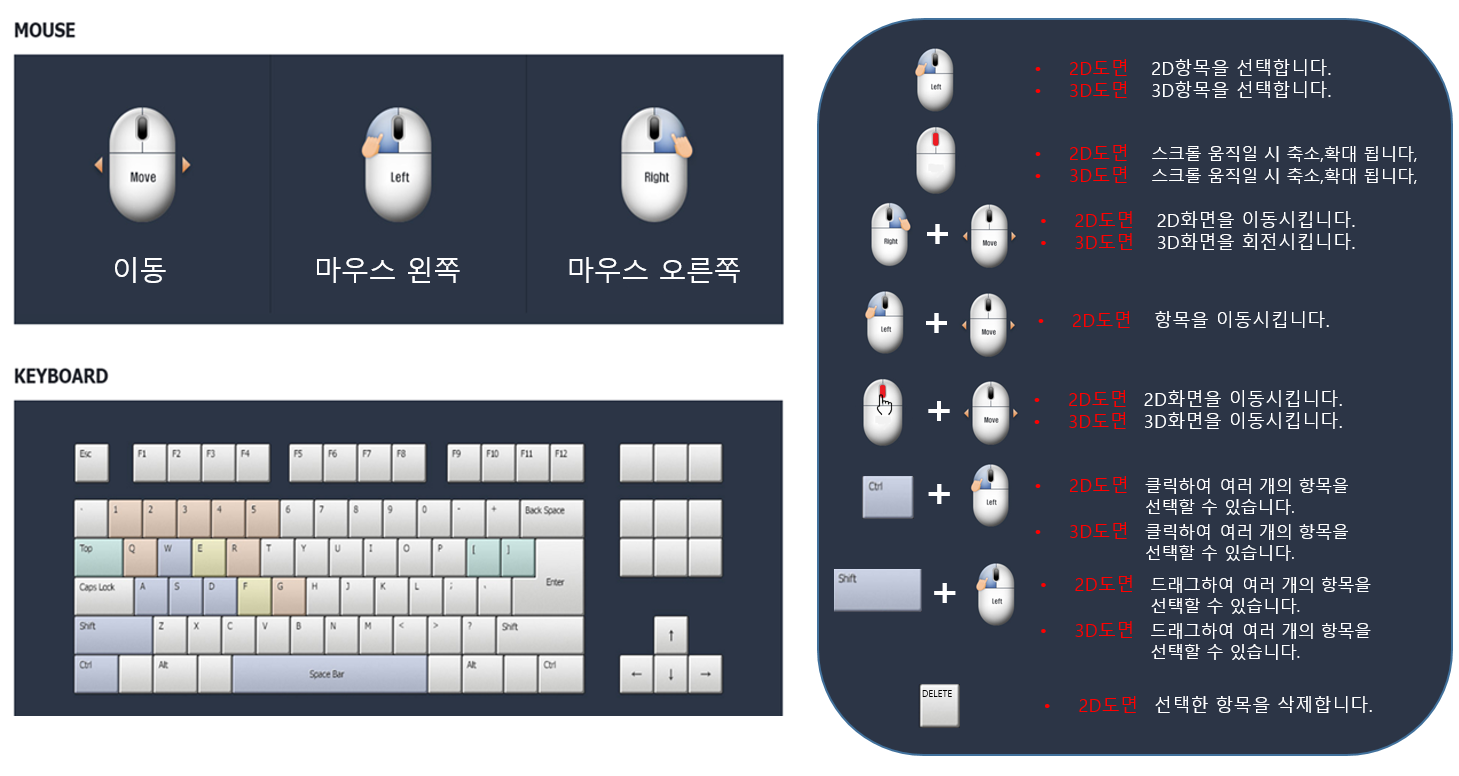 MOUSE
Move
Left
Right
이동
마우스 왼쪽
마우스 오른쪽
KEYBOARD
Esc F1 F2 F3 F4 F5 F6 F7 F8 F9 F10 F11 F12
1 2 3 4 5 6 7 8 9 0 - + Back Space
Top Q W E R T Y U I O P [ ]
Enter
Caps Lock A S D F G H J K L ;
Shift Z X C V B N M < > ? Shift
↑
Ctrl Alt Space Bar Alt Ctrl
← ↓ →
Left
• 2D도면 2D항목을 선택합니다.
• 3D도면 3D항목을 선택합니다.
• 2D도면 스크롤 움직일 시 축소,확대 됩니다,
• 3D도면 스크롤 움직일 시 축소,확대 됩니다,
Right + Move
• 2D도면 2D화면을 이동시킵니다.
• 3D도면 3D화면을 회전시킵니다.
Left + Move
• 2D도면 항목을 이동시킵니다.
+ Move
• 2D도면 2D화면을 이동시킵니다.
• 3D도면 3D화면을 이동시킵니다.
Ctrl + Left
• 2D도면 클릭하여 여러 개의 항목을
선택할 수 있습니다.
• 3D도면 클릭하여 여러 개의 항목을
선택할 수 있습니다.
Shift + Left
• 2D도면 드래그하여 여러 개의 항목을
선택할 수 있습니다.
• 3D도면 드래그하여 여러 개의 항목을
선택할 수 있습니다.
DELETE
• 2D도면 선택한 항목을 삭제합니다.